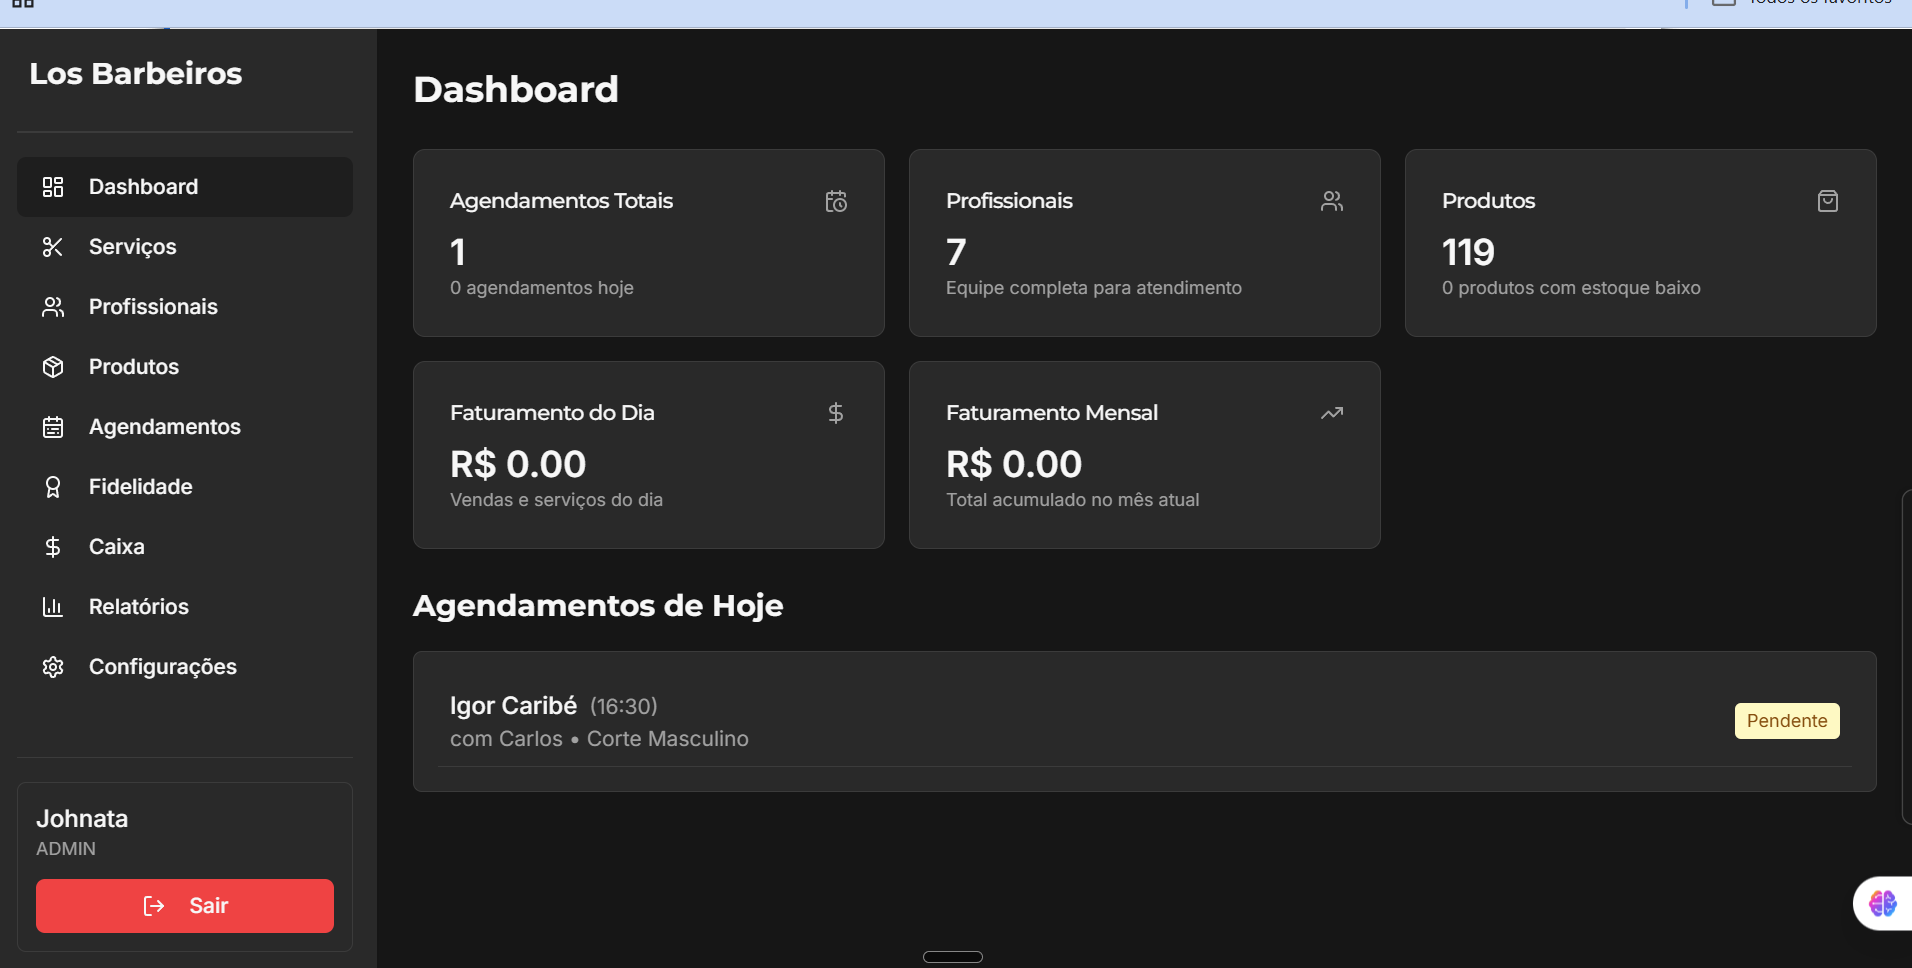 Todos os favoritos
Los Barbeiros
Dashboard
Serviços
Profissionais
Produtos
Agendamentos
Fidelidade
Caixa
Relatórios
Configurações
Johnata
ADMIN
Sair
Dashboard
Agendamentos Totais
1
0 agendamentos hoje
Profissionais
7
Equipe completa para atendimento
Produtos
119
0 produtos com estoque baixo
Faturamento do Dia
R$ 0.00
Vendas e serviços do dia
Faturamento Mensal
R$ 0.00
Total acumulado no mês atual
Agendamentos de Hoje
Igor Caribé (16:30)
com Carlos • Corte Masculino
Pendente